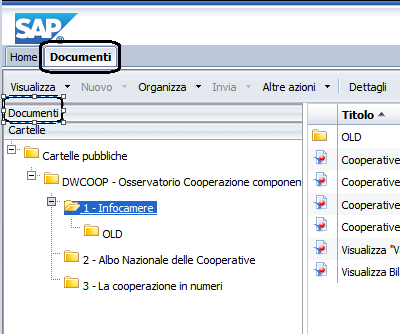 SAP
Home Documenti
Visualizza Nuovo Organizza Invia Altre azioni Dettagli
Documenti
Cartelle
Cartelle pubbliche
DWCOOP - Osservatorio Cooperazione componen
1 - Infocamere
OLD
2 - Albo Nazionale delle Cooperative
3 - La cooperazione in numeri
Titolo
OLD
Cooperative
Cooperative
Cooperative
Cooperative
Visualizza "V
Visualizza Bil